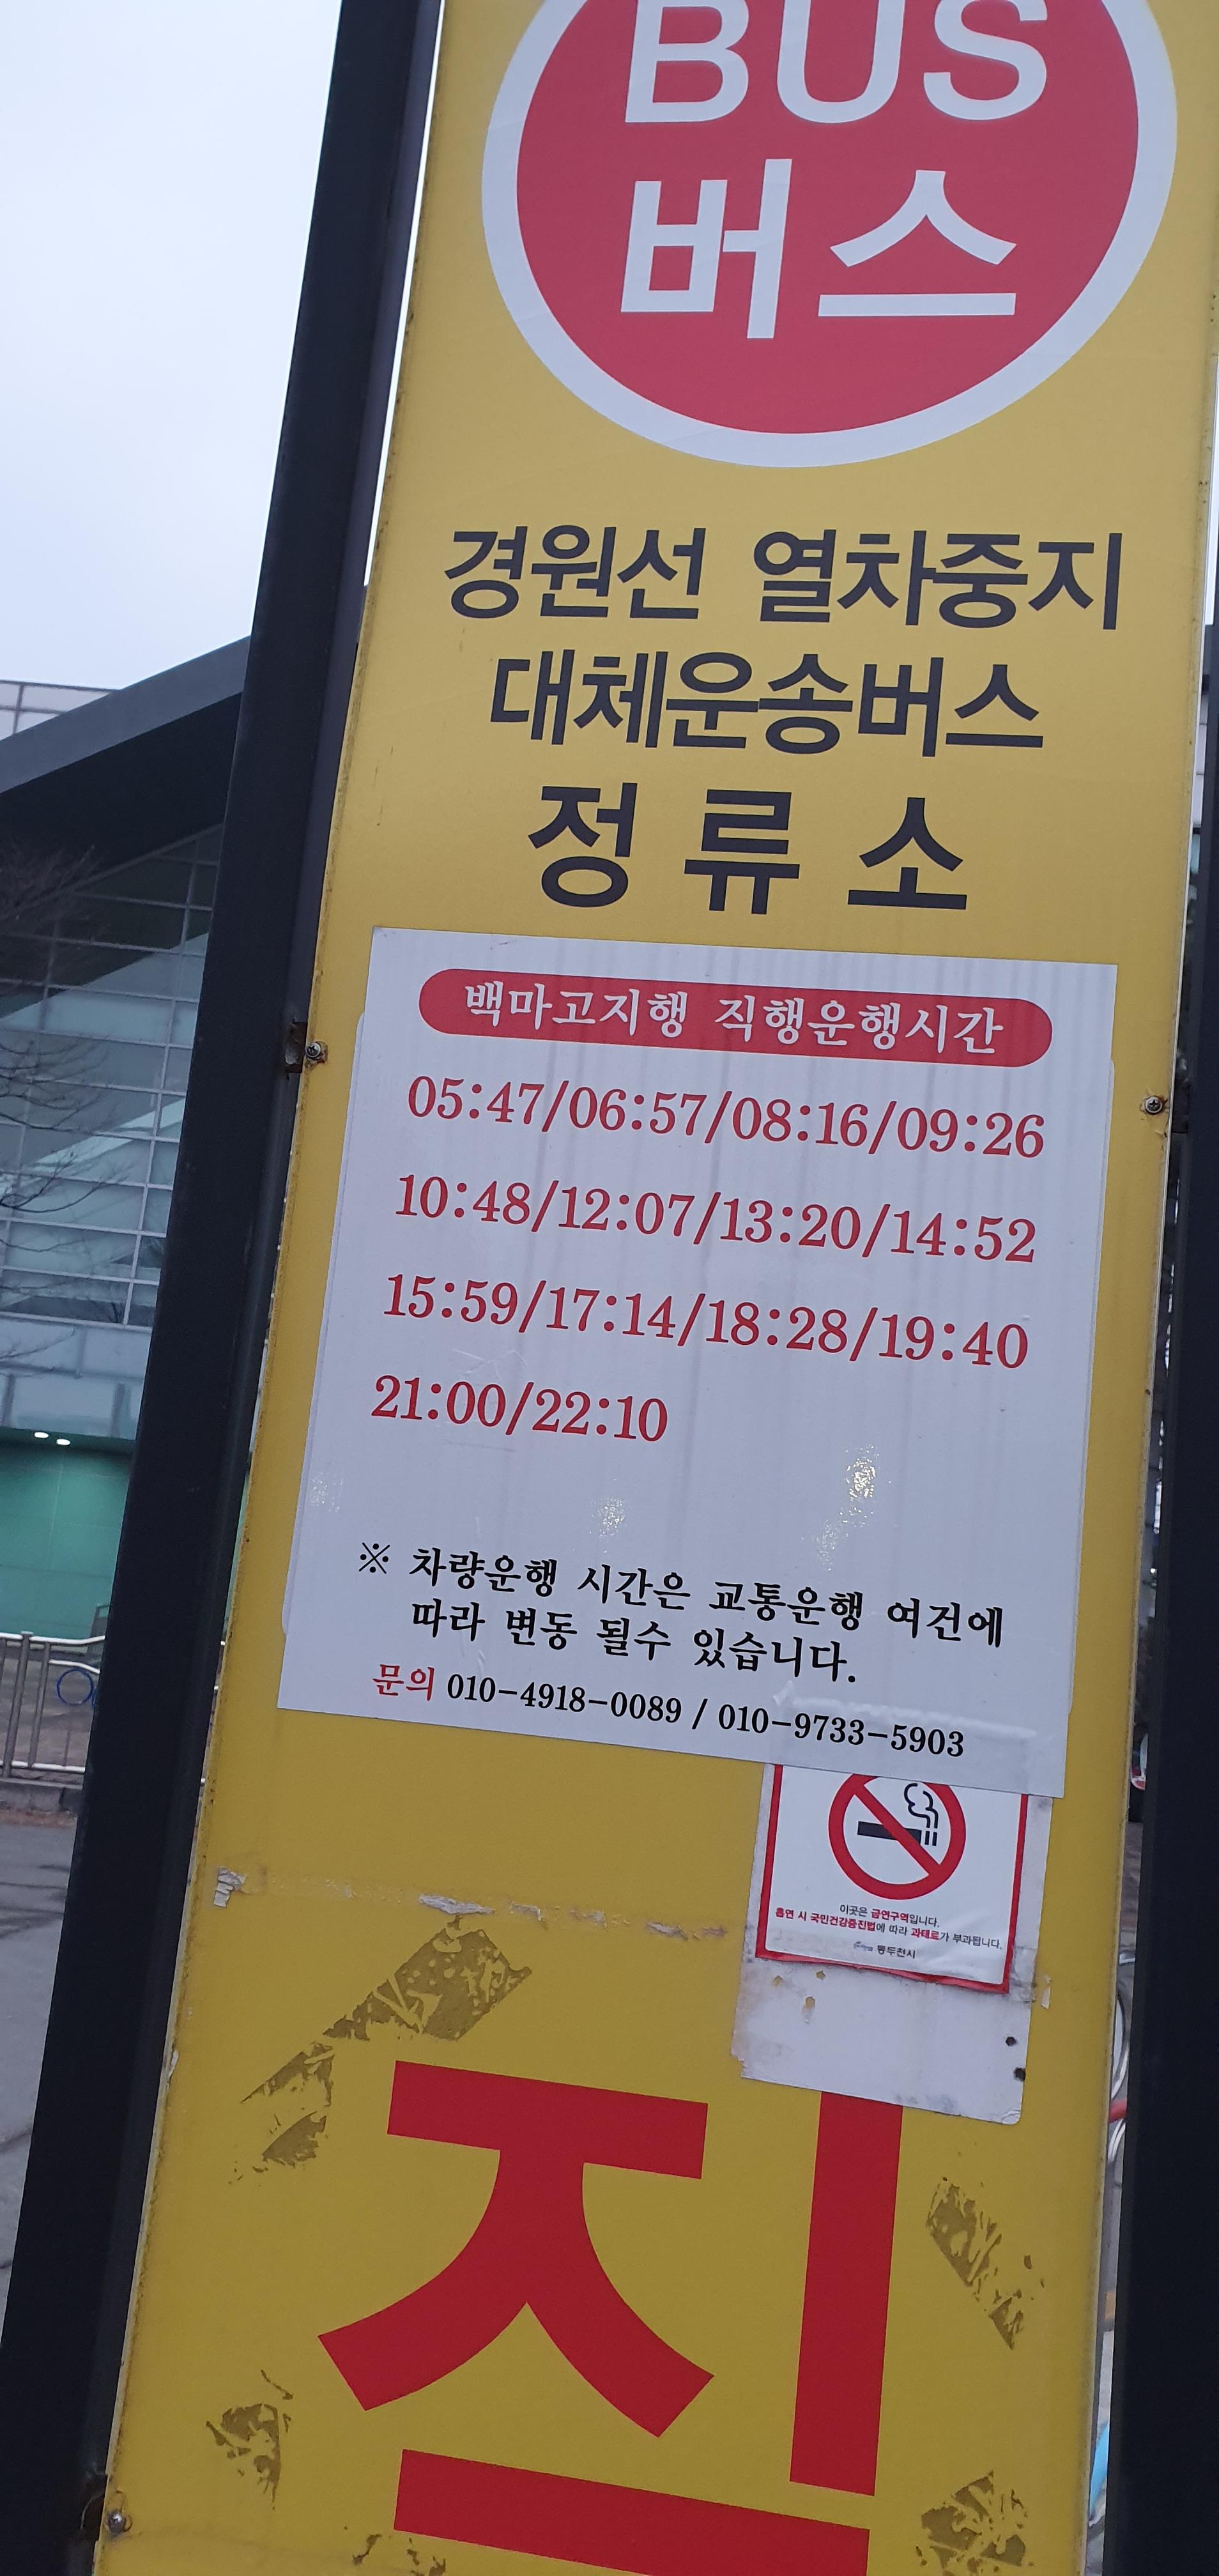 BUS
버스
경원선 열차중지
대체운송버스
정류소
백마고지행 직행운행시간
05:47/06:57/08:16/09:26
10:48/12:07/13:20/14:52
15:59/17:14/18:28/19:40
21:00/22:10
※ 차량운행 시간은 교통운행 여건에
따라 변동 될수 있습니다.
문의 010-4918-0089 / 010-9733-5903
이곳은 금연구역입니다.
흡연 시 국민건강증진법에 따라 과태료가 부과됩니다.
동두천시
직